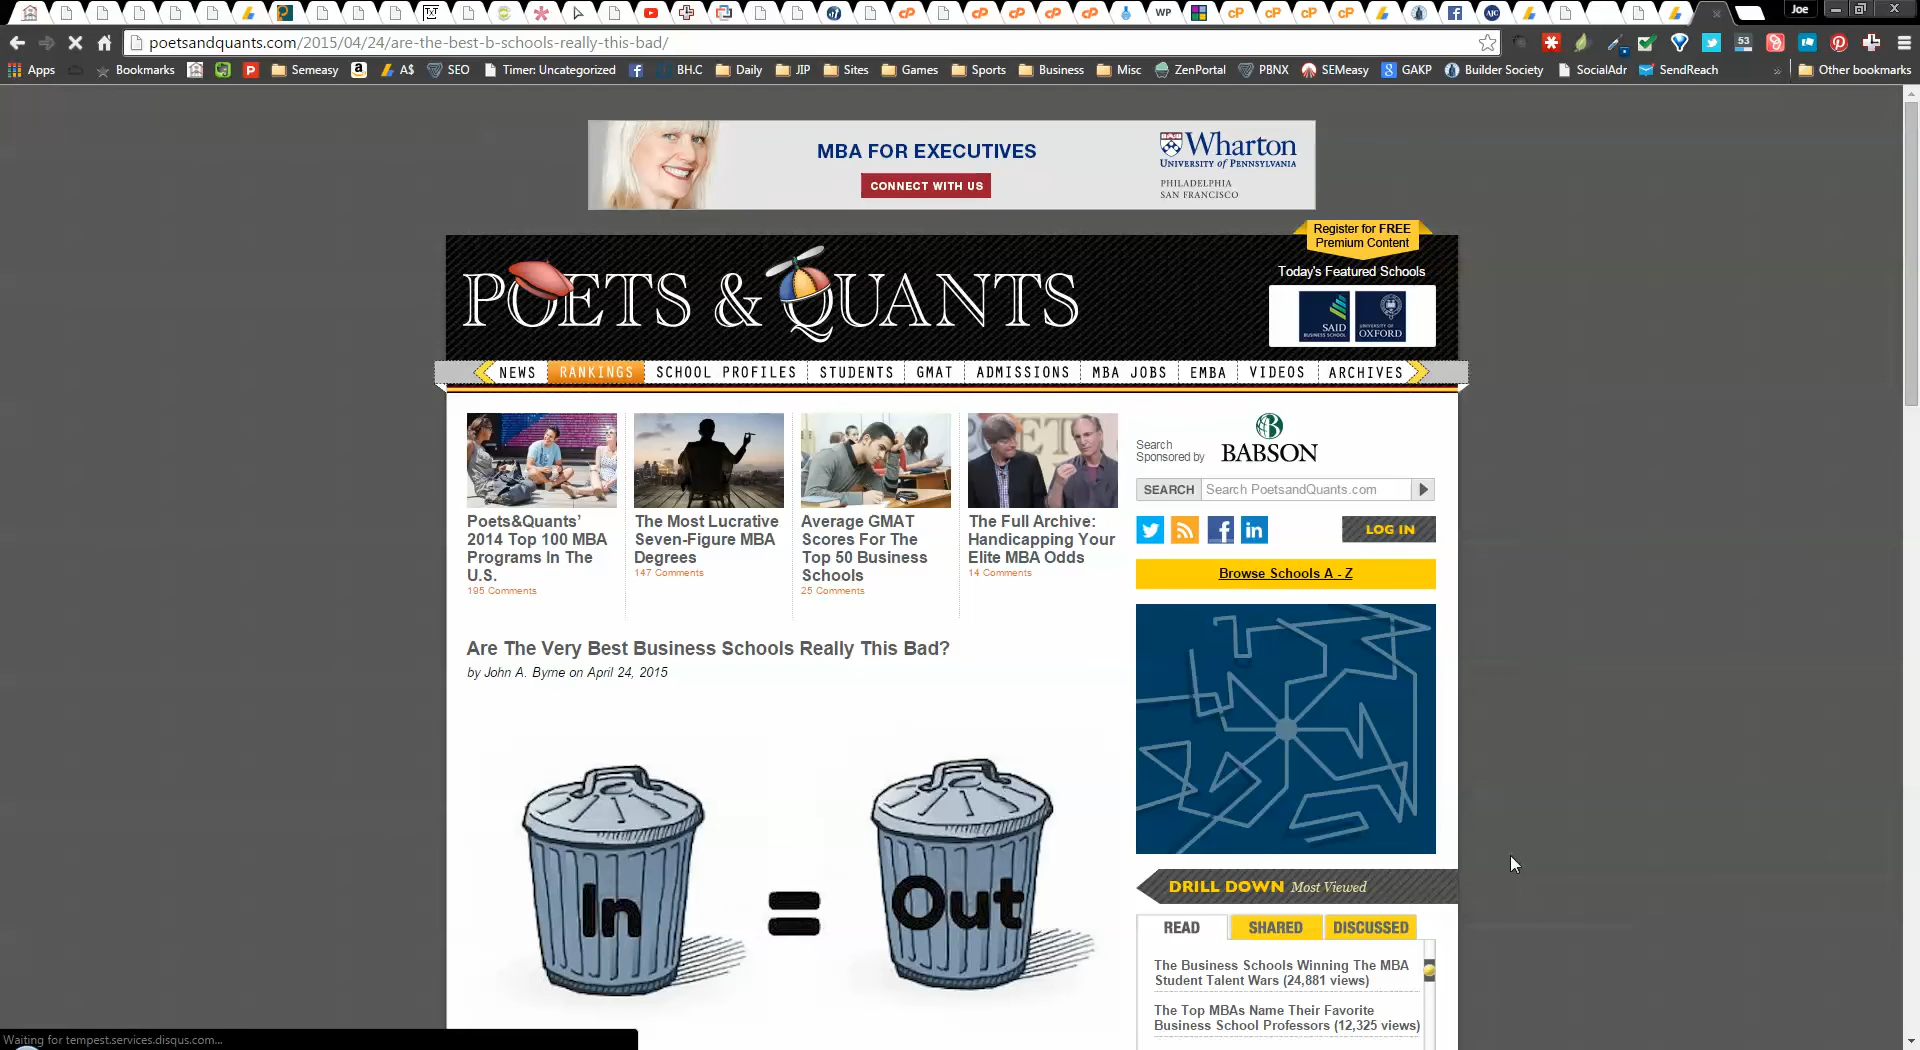 Joe
poetsandquants.com/2015/04/24/are-the-best-b-schools-really-this-bad/
53
Apps
Bookmarks
Semeasy
A$
SEO
Timer: Uncategorized
BH.C
Daily
JIP
Sites
Games
Sports
Business
Misc
ZenPortal
PBNX
SEMeasy
GAKP
Builder Society
SocialAdr
SendReach
»
Other bookmarks
MBA FOR EXECUTIVES
CONNECT WITH US
Wharton
UNIVERSITY of PENNSYLVANIA
PHILADELPHIA
SAN FRANCISCO
Register for FREE
Premium Content
Today's Featured Schools
SAID
BUSINESS SCHOOL
UNIVERSITY OF
OXFORD
POETS & QUANTS
NEWS
RANKINGS
SCHOOL PROFILES
STUDENTS
GMAT
ADMISSIONS
MBA JOBS
EMBA
VIDEOS
ARCHIVES
Poets&Quants’
2014 Top 100 MBA
Programs In The
U.S.
195 Comments
The Most Lucrative
Seven-Figure MBA
Degrees
147 Comments
Average GMAT
Scores For The
Top 50 Business
Schools
25 Comments
The Full Archive:
Handicapping Your
Elite MBA Odds
14 Comments
Search
Sponsored by
BABSON
SEARCH
Search PoetsandQuants.com
LOG IN
Browse Schools A - Z
Are The Very Best Business Schools Really This Bad?
by John A. Byrne on April 24, 2015
In
=
Out
DRILL DOWN Most Viewed
READ
SHARED
DISCUSSED
The Business Schools Winning The MBA
Student Talent Wars (24,881 views)
The Top MBAs Name Their Favorite
Business School Professors (12,325 views)
Waiting for tempest.services.disqus.com...